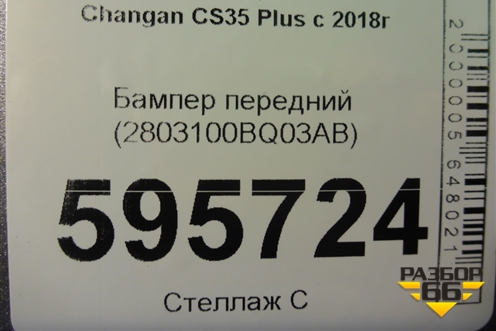 Changan CS35 Plus с 2018г
Бампер передний
(2803100BQ03AB)
595724
Стеллаж С
2000005648021
РАЗБОР
66